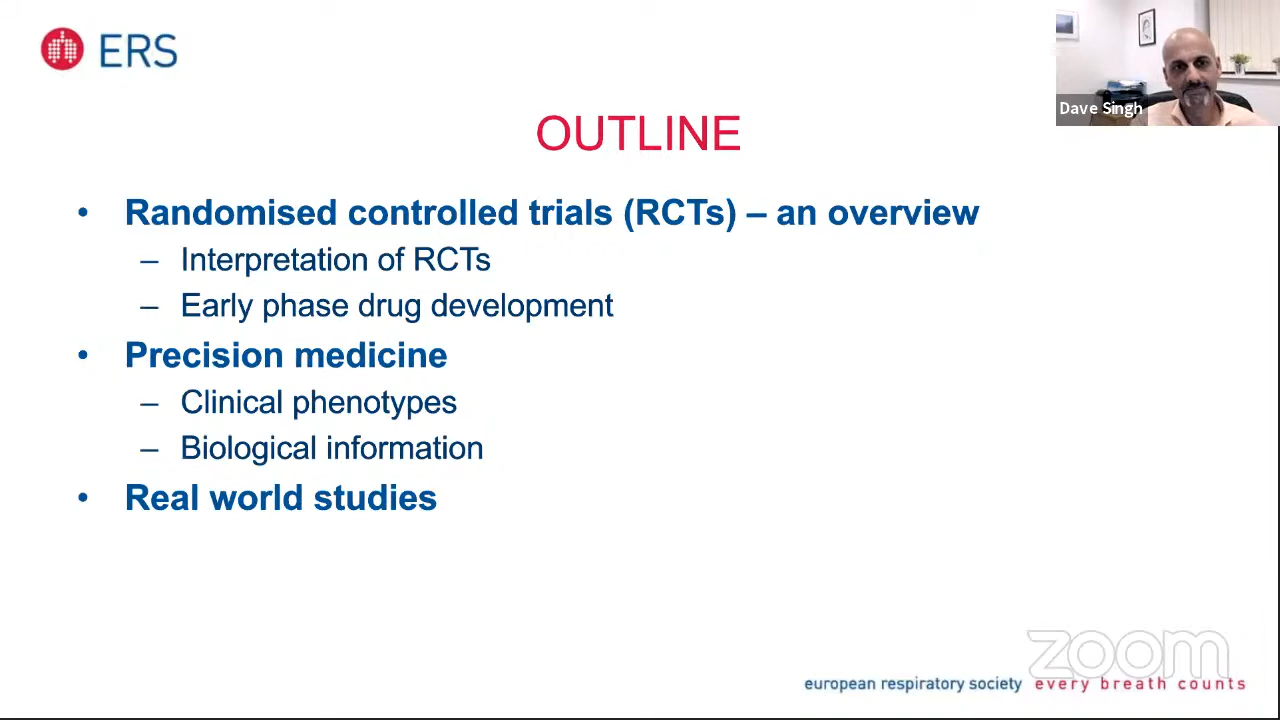 ERS
Dave Singh
OUTLINE
• Randomised controlled trials (RCTs) – an overview
– Interpretation of RCTs
– Early phase drug development
• Precision medicine
– Clinical phenotypes
– Biological information
• Real world studies
zoom
european respiratory society every breath counts